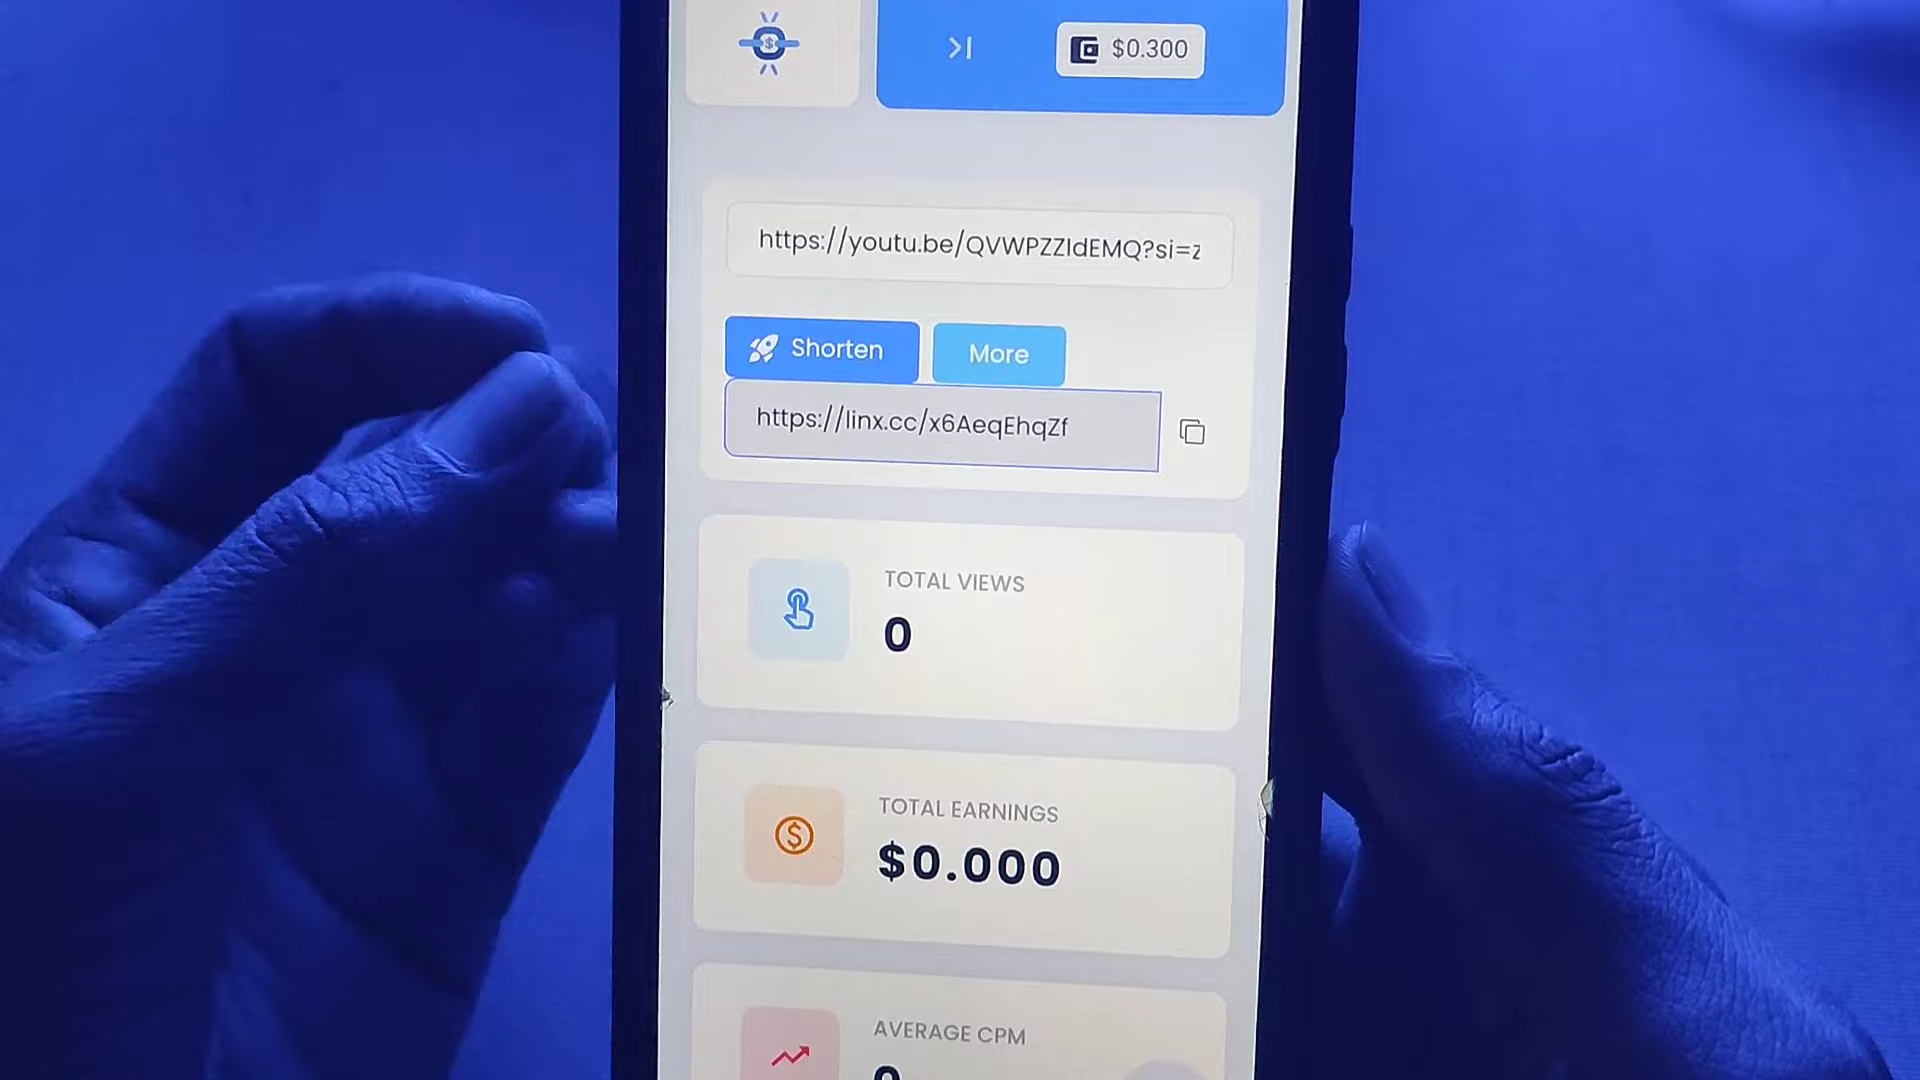 $0.300
https://youtu.be/QVWPZZIdEMQ?si=z
Shorten
More
https://linx.cc/x6AeqEhqZf
TOTAL VIEWS
0
TOTAL EARNINGS
$0.000
AVERAGE CPM
0